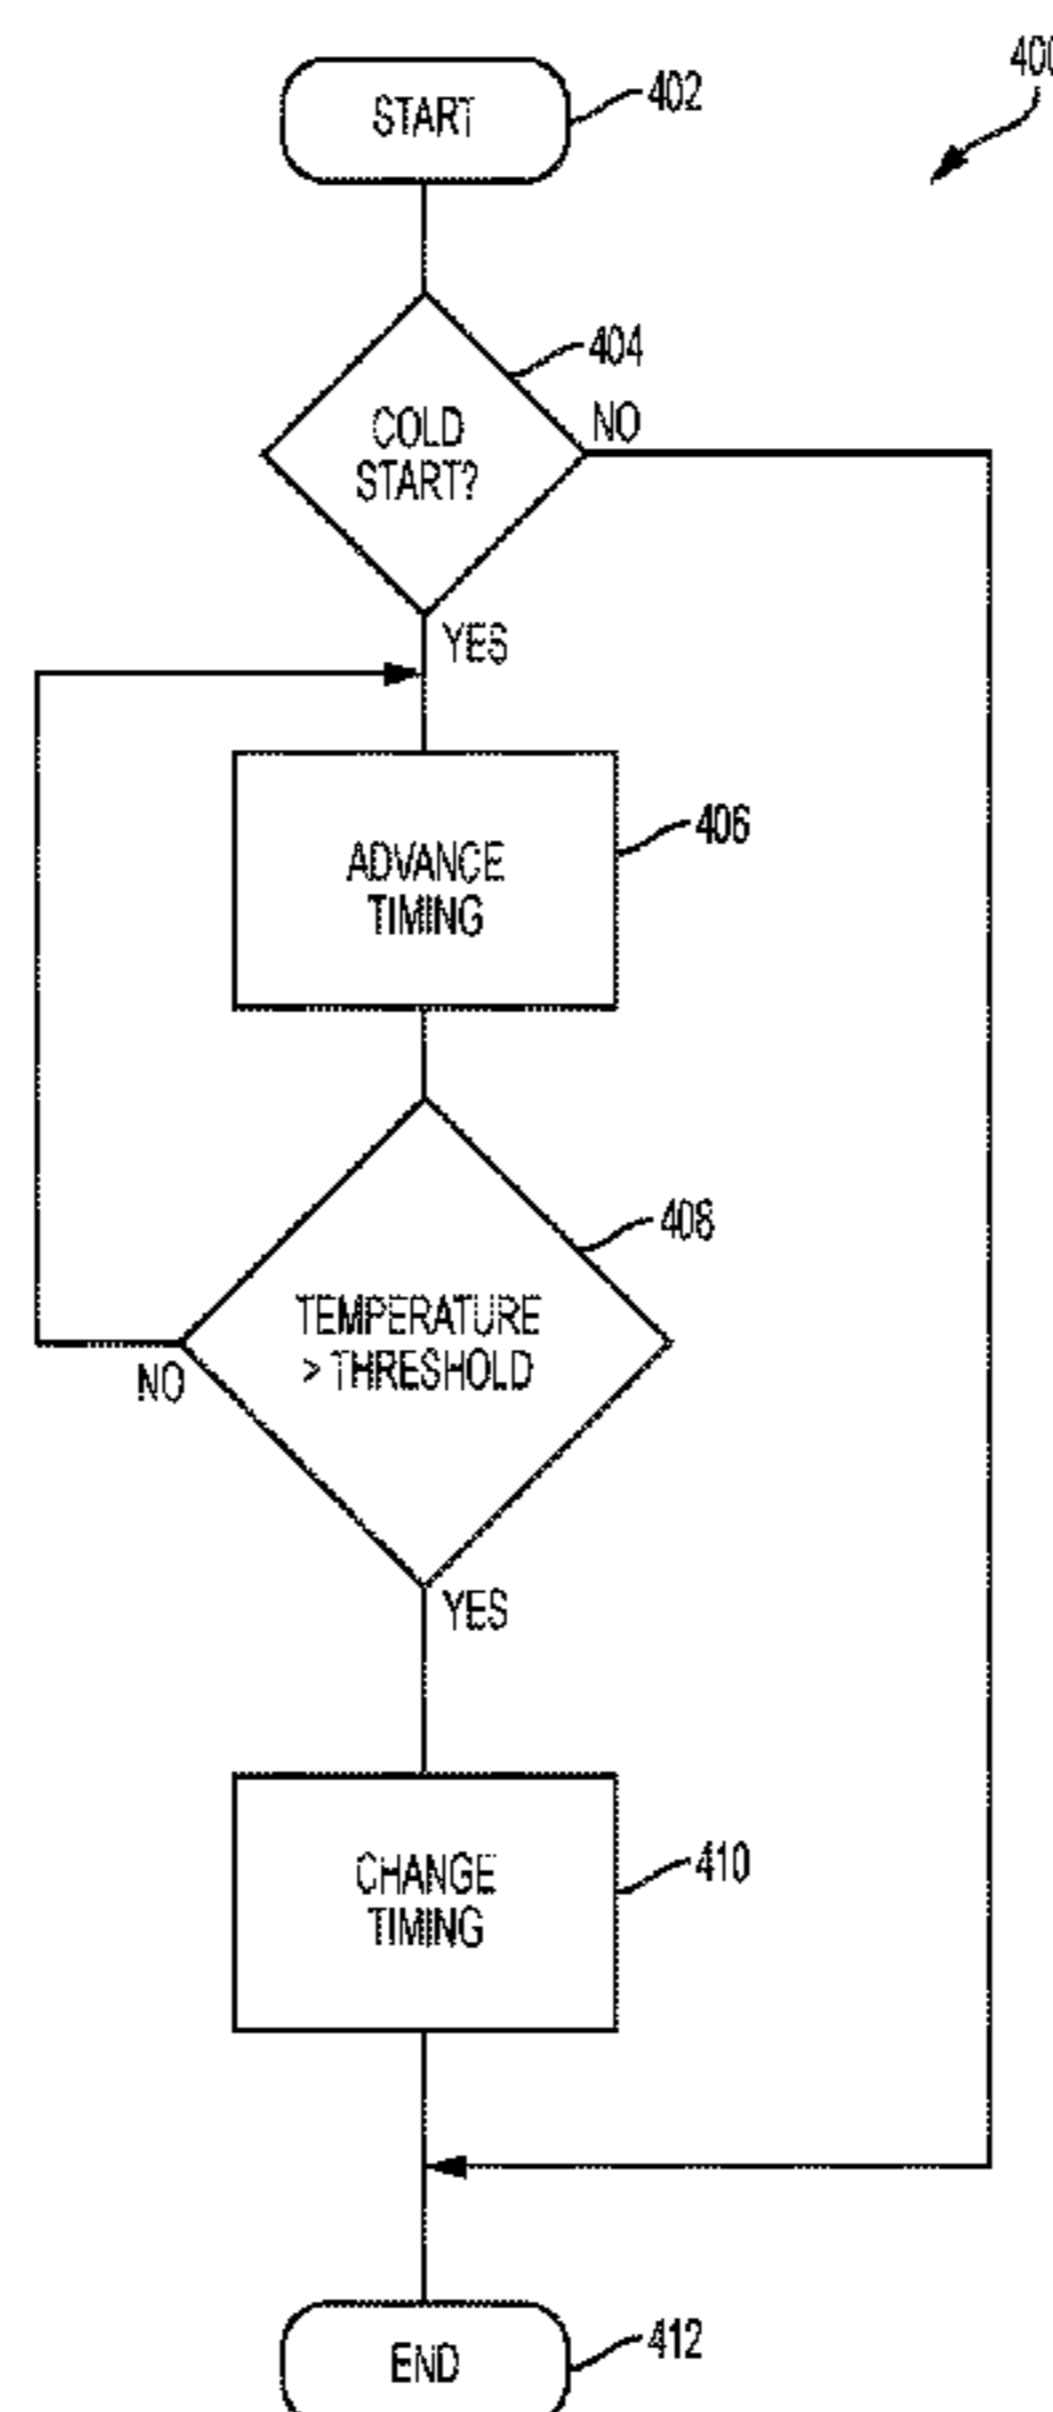 400
START
402
404
COLD
START?
NO
YES
406
ADVANCE
TIMING
408
TEMPERATURE
> THRESHOLD
NO
YES
CHANGE
TIMING
410
END
412